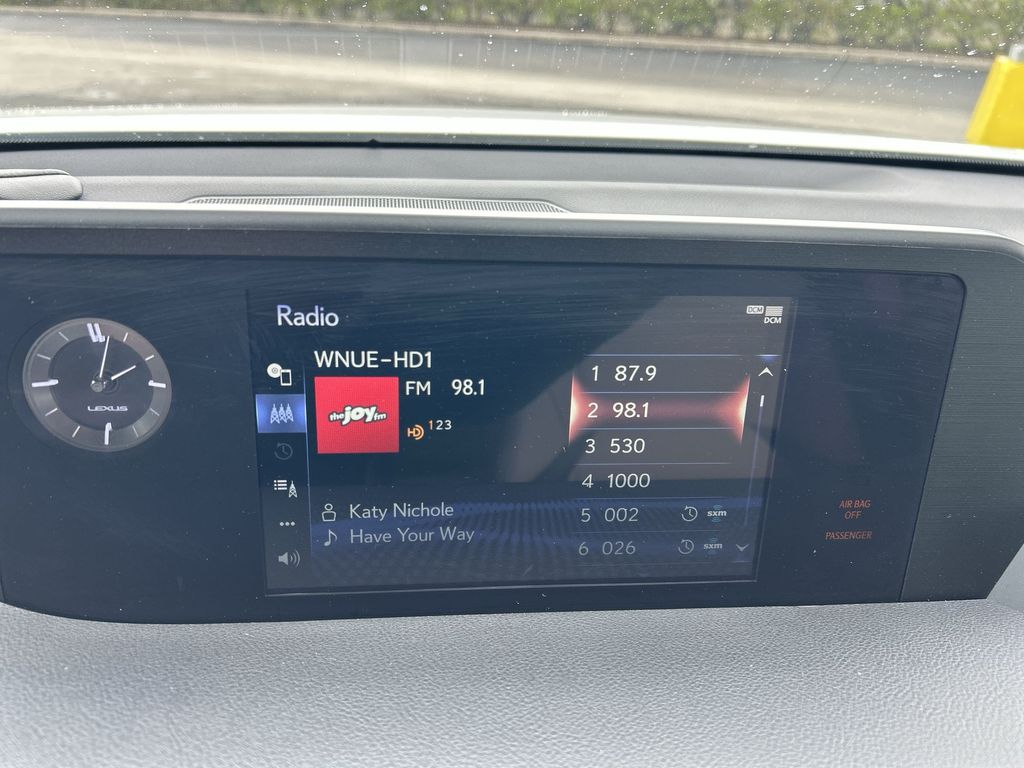 Radio
DCM
DCM
WNUE-HD1
FM 98.1
the joy fm
HD 123
Katy Nichole
Have Your Way
1 87.9
2 98.1
3 530
4 1000
5 002 sxm
6 026 sxm
LEXUS
AIR BAG
OFF
PASSENGER